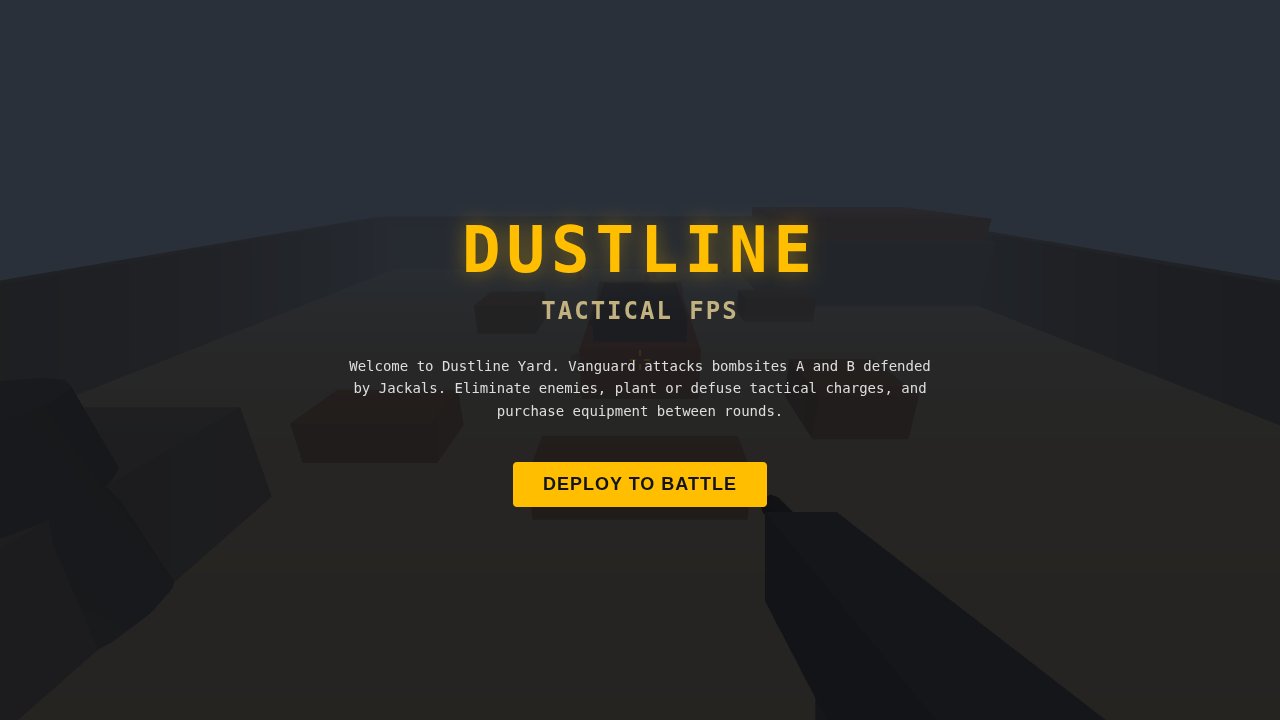 DUSTLINE
TACTICAL FPS
Welcome to Dustline Yard. Vanguard attacks bombsites A and B defended
by Jackals. Eliminate enemies, plant or defuse tactical charges, and
purchase equipment between rounds.
DEPLOY TO BATTLE